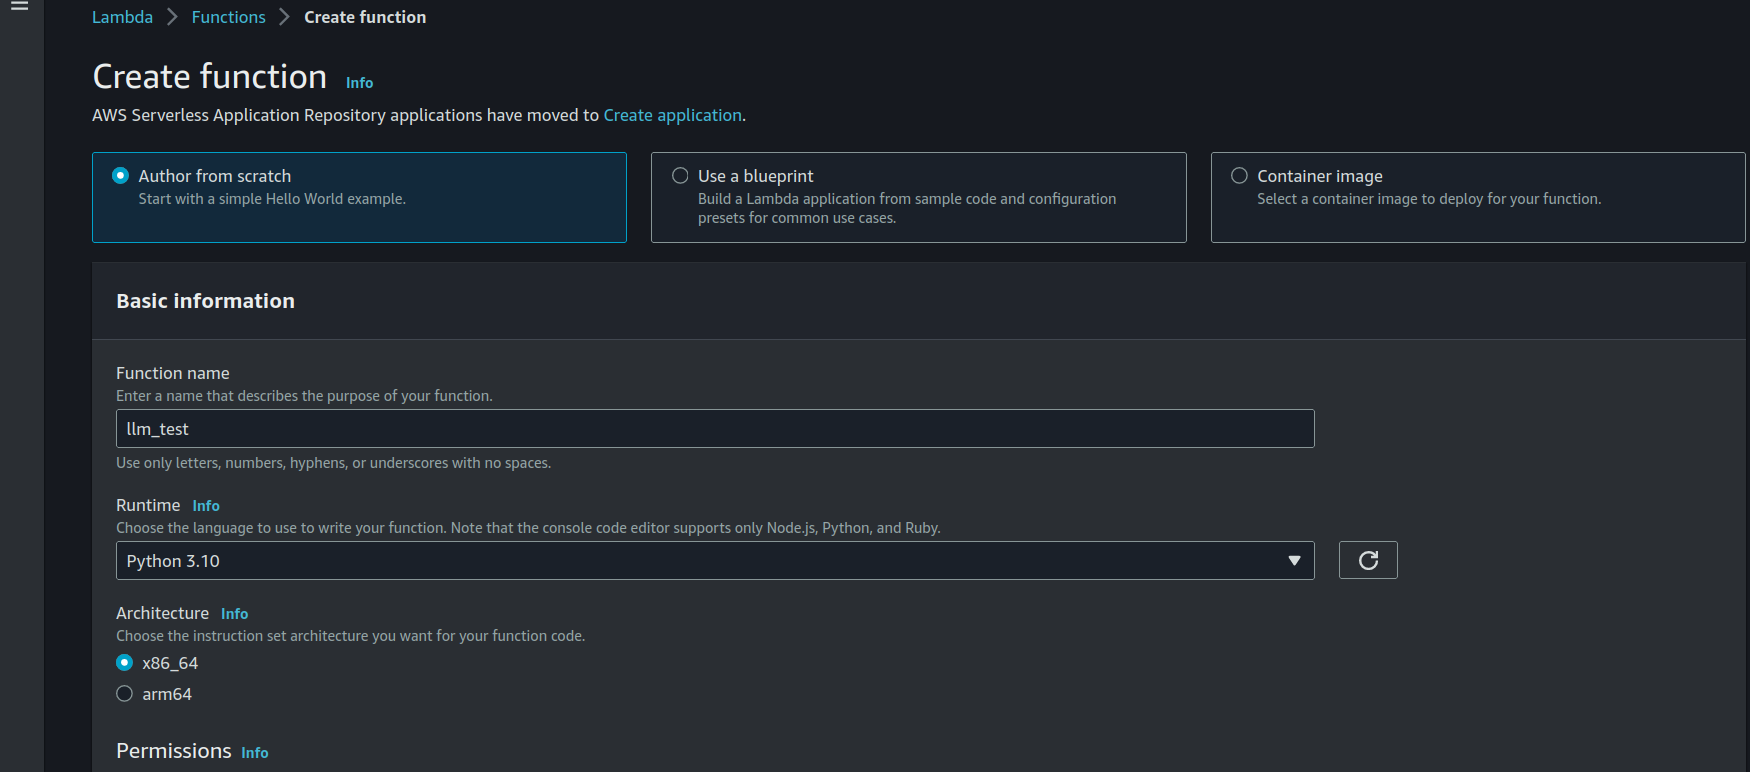 Lambda > Functions > Create function
Create function Info
AWS Serverless Application Repository applications have moved to Create application.
Author from scratch
Start with a simple Hello World example.
Use a blueprint
Build a Lambda application from sample code and configuration
presets for common use cases.
Container image
Select a container image to deploy for your function.
Basic information
Function name
Enter a name that describes the purpose of your function.
llm_test
Use only letters, numbers, hyphens, or underscores with no spaces.
Runtime Info
Choose the language to use to write your function. Note that the console code editor supports only Node.js, Python, and Ruby.
Python 3.10
Architecture Info
Choose the instruction set architecture you want for your function code.
x86_64
arm64
Permissions Info